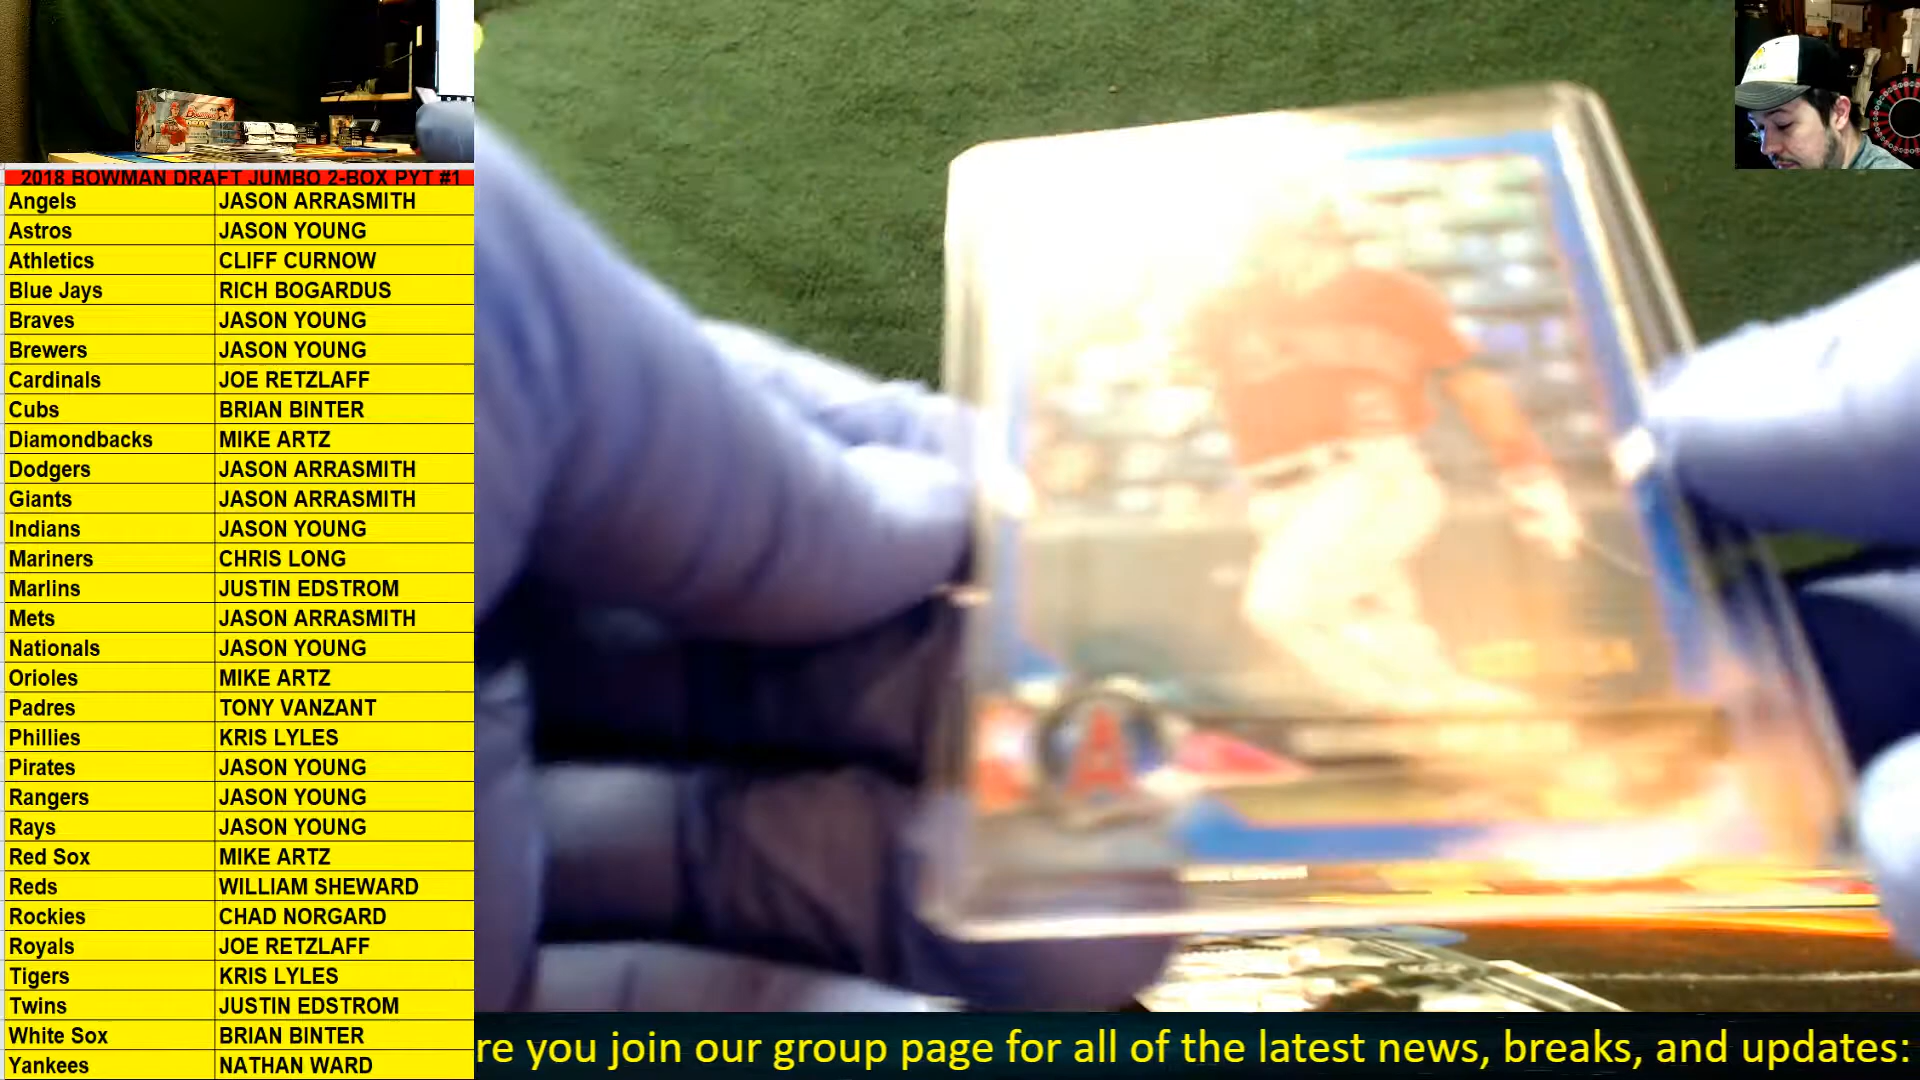 2018 BOWMAN DRAFT JUMBO 2-BOX PYT #1
Angels JASON ARRASMITH
Astros JASON YOUNG
Athletics CLIFF CURNOW
Blue Jays RICH BOGARDUS
Braves JASON YOUNG
Brewers JASON YOUNG
Cardinals JOE RETZLAFF
Cubs BRIAN BINTER
Diamondbacks MIKE ARTZ
Dodgers JASON ARRASMITH
Giants JASON ARRASMITH
Indians JASON YOUNG
Mariners CHRIS LONG
Marlins JUSTIN EDSTROM
Mets JASON ARRASMITH
Nationals JASON YOUNG
Orioles MIKE ARTZ
Padres TONY VANZANT
Phillies KRIS LYLES
Pirates JASON YOUNG
Rangers JASON YOUNG
Rays JASON YOUNG
Red Sox MIKE ARTZ
Reds WILLIAM SHEWARD
Rockies CHAD NORGARD
Royals JOE RETZLAFF
Tigers KRIS LYLES
Twins JUSTIN EDSTROM
White Sox BRIAN BINTER
Yankees NATHAN WARD
re you join our group page for all of the latest news, breaks, and updates: